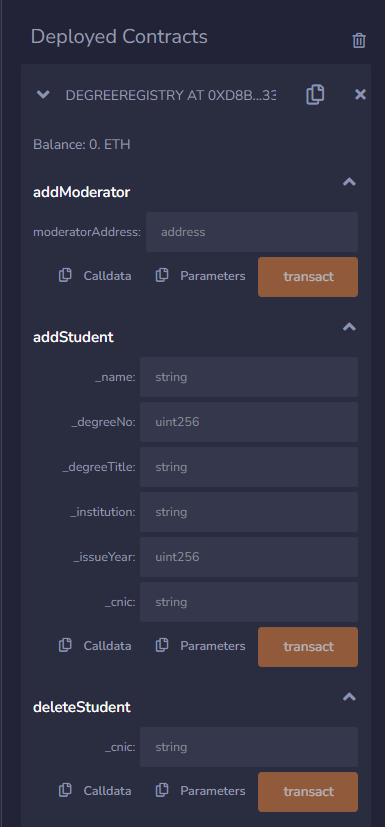 Deployed Contracts
DEGREEREGISTRY AT 0XD8B...33
Balance: 0. ETH
addModerator
moderatorAddress: address
Calldata Parameters transact
addStudent
_name: string
_degreeNo: uint256
_degreeTitle: string
_institution: string
_issueYear: uint256
_cnic: string
Calldata Parameters transact
deleteStudent
_cnic: string
Calldata Parameters transact